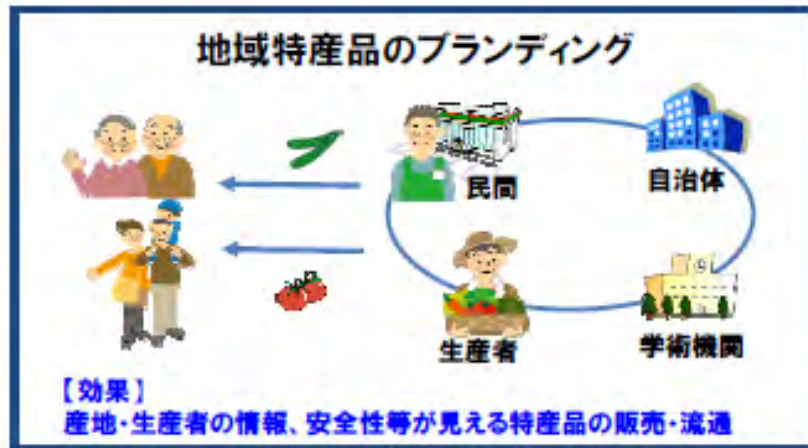 地域特産品のブランディング
民間
自治体
生産者
学術機関
【効果】
産地・生産者の情報、安全性等が見える特産品の販売・流通